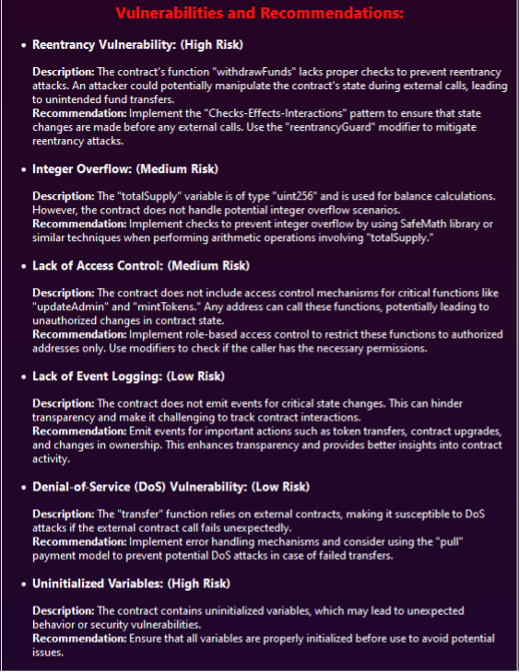 Vulnerabilities and Recommendations:
• Reentrancy Vulnerability: (High Risk)
Description: The contract's function "withdrawFunds" lacks proper checks to prevent reentrancy
attacks. An attacker could potentially manipulate the contract's state during external calls, leading
to unintended fund transfers.
Recommendation: Implement the "Checks-Effects-Interactions" pattern to ensure that state
changes are made before any external calls. Use the "reentrancyGuard" modifier to mitigate
reentrancy attacks.
• Integer Overflow: (Medium Risk)
Description: The "totalSupply" variable is of type "uint256" and is used for balance calculations.
However, the contract does not handle potential integer overflow scenarios.
Recommendation: Implement checks to prevent integer overflow by using SafeMath library or
similar techniques when performing arithmetic operations involving "totalSupply."
• Lack of Access Control: (Medium Risk)
Description: The contract does not include access control mechanisms for critical functions like
"updateAdmin" and "mintTokens." Any address can call these functions, potentially leading to
unauthorized changes in contract state.
Recommendation: Implement role-based access control to restrict these functions to authorized
addresses only. Use modifiers to check if the caller has the necessary permissions.
• Lack of Event Logging: (Low Risk)
Description: The contract does not emit events for critical state changes. This can hinder
transparency and make it challenging to track contract interactions.
Recommendation: Emit events for important actions such as token transfers, contract upgrades,
and changes in ownership. This enhances transparency and provides better insights into contract
activity.
• Denial-of-Service (DoS) Vulnerability: (Low Risk)
Description: The "transfer" function relies on external contracts, making it susceptible to DoS
attacks if the external contract call fails unexpectedly.
Recommendation: Implement error handling mechanisms and consider using the "pull"
payment model to prevent potential DoS attacks in case of failed transfers.
• Uninitialized Variables: (High Risk)
Description: The contract contains uninitialized variables, which may lead to unexpected
behavior or security vulnerabilities.
Recommendation: Ensure that all variables are properly initialized before use to avoid potential
issues.